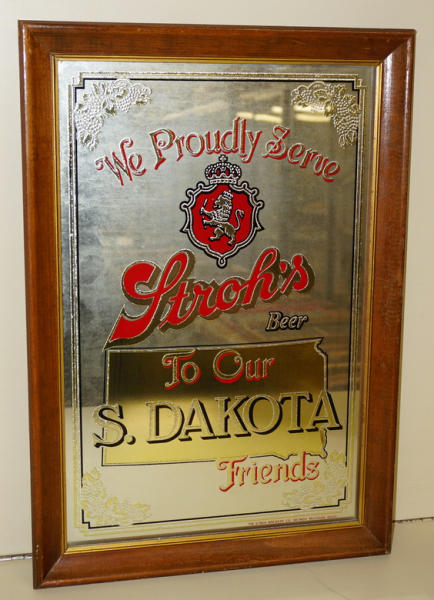 We Proudly Serve
Stroh's
Beer
To Our
S. DAKOTA
Friends